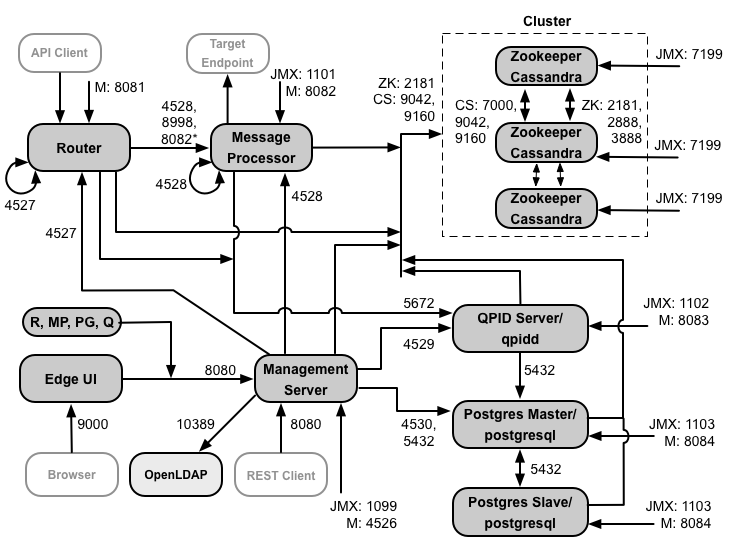 Cluster
API Client
Target
Endpoint
M: 8081
JMX: 1101
M: 8082
ZK: 2181
CS: 9042,
9160
Zookeeper
Cassandra
JMX: 7199
4528,
8998,
8082*
CS: 7000,
9042,
9160
ZK: 2181,
2888,
3888
Router
Message
Processor
Zookeeper
Cassandra
JMX: 7199
4527
4528
4528
Zookeeper
Cassandra
JMX: 7199
4527
R, MP, PG, Q
5672
4529
QPID Server/
qpidd
JMX: 1102
M: 8083
Edge UI
8080
Management
Server
5432
9000
10389
8080
4530,
5432
Postgres Master/
postgresql
JMX: 1103
M: 8084
Browser
OpenLDAP
REST Client
5432
JMX: 1099
M: 4526
Postgres Slave/
postgresql
JMX: 1103
M: 8084